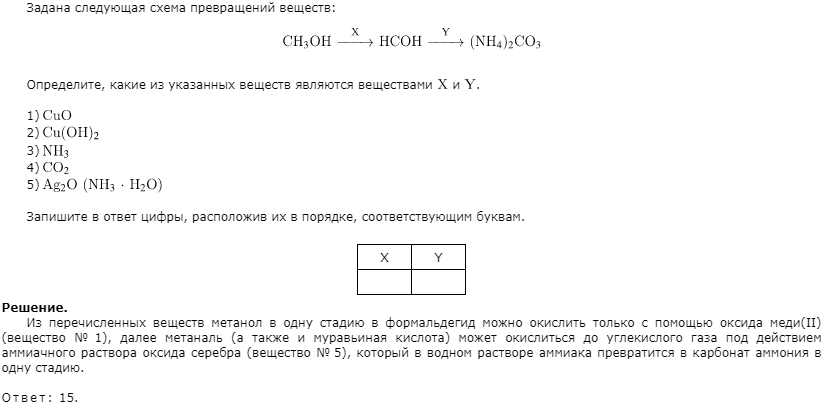 Задана следующая схема превращений веществ:
X Y
CH₃OH ⟶ HCOH ⟶ (NH₄)₂CO₃
Определите, какие из указанных веществ являются веществами X и Y.
1) CuO
2) Cu(OH)₂
3) NH₃
4) CO₂
5) Ag₂O (NH₃ · H₂O)
Запишите в ответ цифры, расположив их в порядке, соответствующим буквам.
X Y
Решение.
Из перечисленных веществ метанол в одну стадию в формальдегид можно окислить только с помощью оксида меди(II)
(вещество № 1), далее метаналь (а также и муравьиная кислота) может окислиться до углекислого газа под действием
аммиачного раствора оксида серебра (вещество № 5), который в водном растворе аммиака превратится в карбонат аммония в
одну стадию.
Ответ: 15.